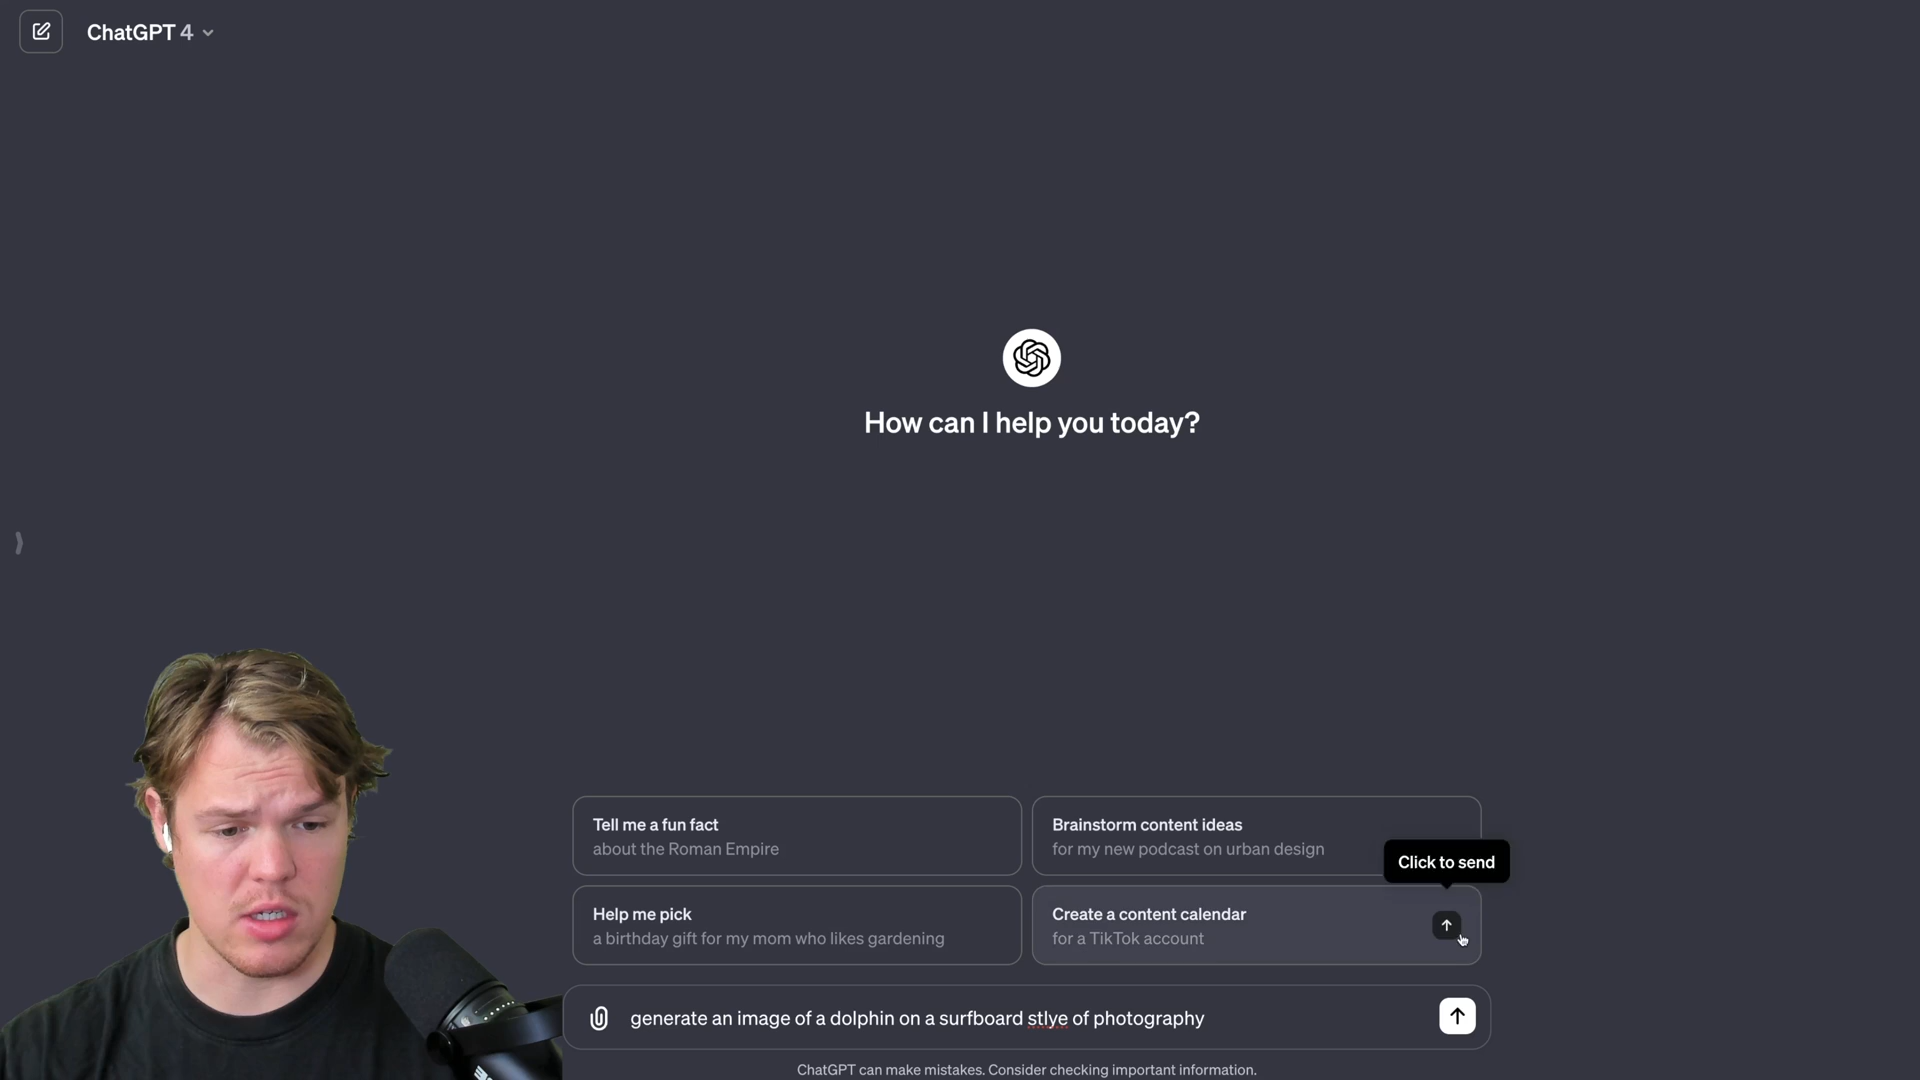 ChatGPT 4
How can I help you today?
Tell me a fun fact
about the Roman Empire
Brainstorm content ideas
for my new podcast on urban design
Click to send
Help me pick
a birthday gift for my mom who likes gardening
Create a content calendar
for a TikTok account
generate an image of a dolphin on a surfboard stlye of photography
ChatGPT can make mistakes. Consider checking important information.